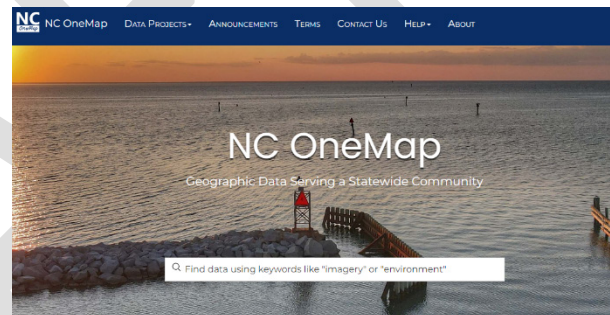 NC OneMap NC OneMap Data Projects Announcements Terms Contact Us Help About
NC OneMap
Geographic Data Serving a Statewide Community
Find data using keywords like "imagery" or "environment"